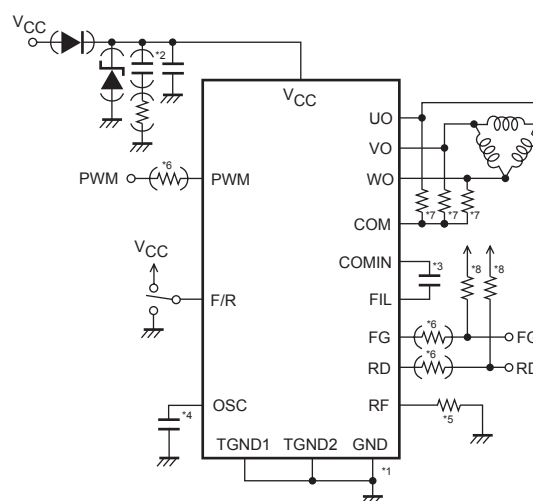 VCC
*2
VCC
UO
VO
PWM
*6
PWM
WO
*7
*7
*7
COM
VCC
COMIN
*3
*8
*8
F/R
FIL
FG
*6
FG
RD
*6
RD
*4
OSC
RF
*5
TGND1
TGND2
GND
*1